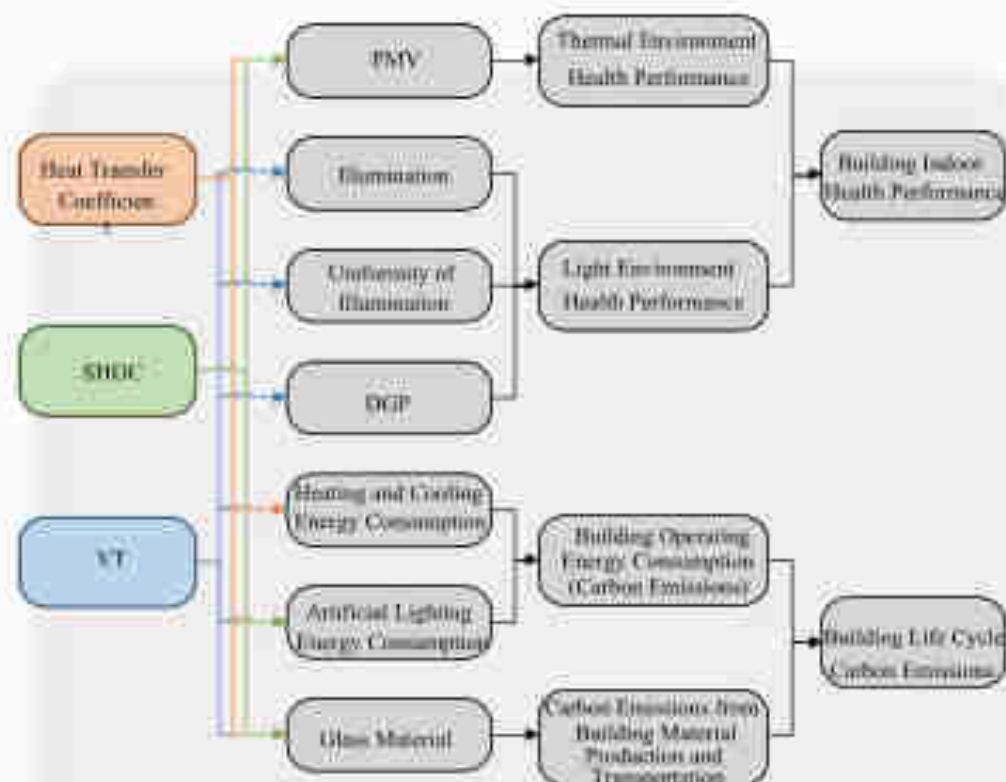 Heat Transfer
Coefficient
SHGC
VT
PMV
Illumination
Uniformity of
Illumination
DGP
Heating and Cooling
Energy Consumption
Artificial Lighting
Energy Consumption
Glass Material
Thermal Environment
Health Performance
Light Environment
Health Performance
Building Operating
Energy Consumption
(Carbon Emissions)
Carbon Emissions from
Building Material
Production and
Transportation
Building Indoor
Health Performance
Building Life Cycle
Carbon Emissions